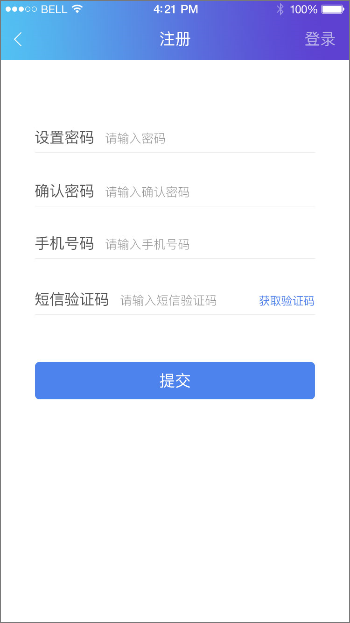 BELL 4:21 PM 100%
注册 登录
设置密码 请输入密码
确认密码 请输入确认密码
手机号码 请输入手机号码
短信验证码 请输入短信验证码 获取验证码
提交